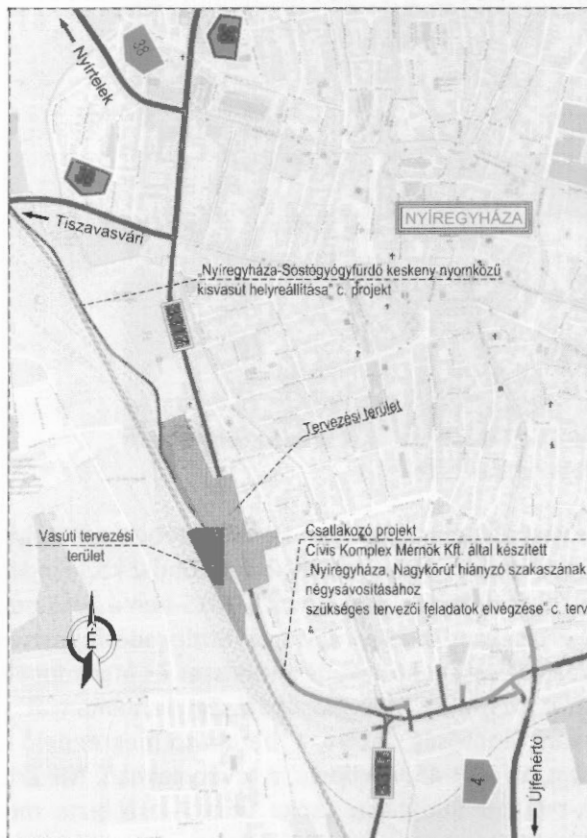 Nyírtelek
38
Tiszavasvári
NYÍREGYHÁZA
„Nyíregyháza-Sóstógyógyfürdő keskeny nyomközű
kisvasút helyreállítása" c. projekt
Tervezési terület
Vasúti tervezési
terület
Csatlakozó projekt
Cívis Komplex Mérnök Kft. által készített
„Nyíregyháza, Nagykörút hiányzó szakaszának
négysávosításához
szükséges tervezői feladatok elvégzése" c. terv
É
4
Újfehértó